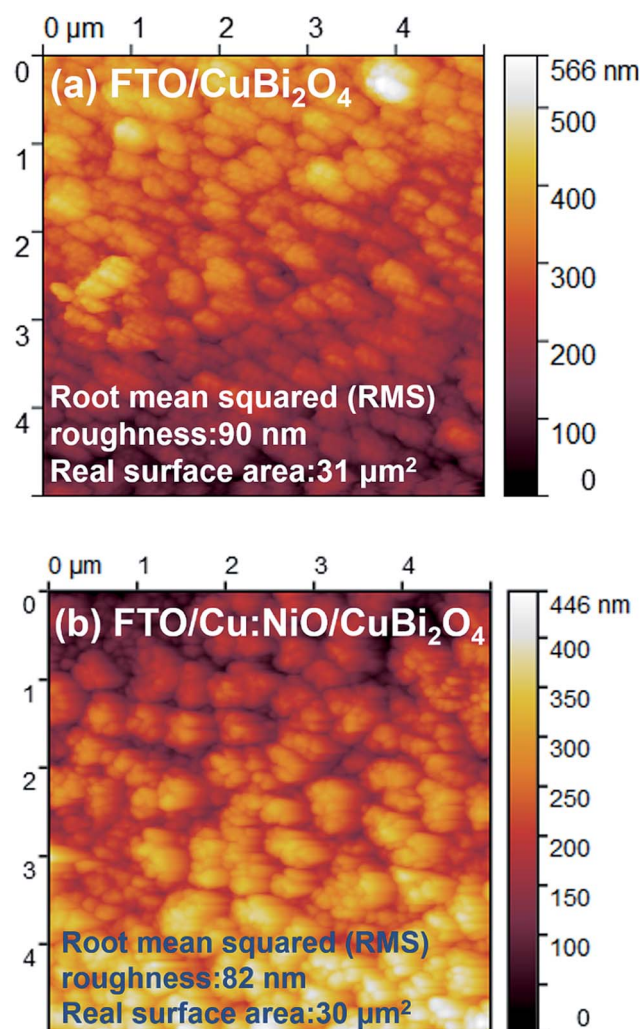 0 µm 1 2 3 4
0
1
2
3
4
(a) FTO/CuBi₂O₄
Root mean squared (RMS)
roughness:90 nm
Real surface area:31 µm²
566 nm
500
400
300
200
100
0
0 µm 1 2 3 4
0
1
2
3
4
(b) FTO/Cu:NiO/CuBi₂O₄
Root mean squared (RMS)
roughness:82 nm
Real surface area:30 µm²
446 nm
400
350
300
250
200
150
100
0